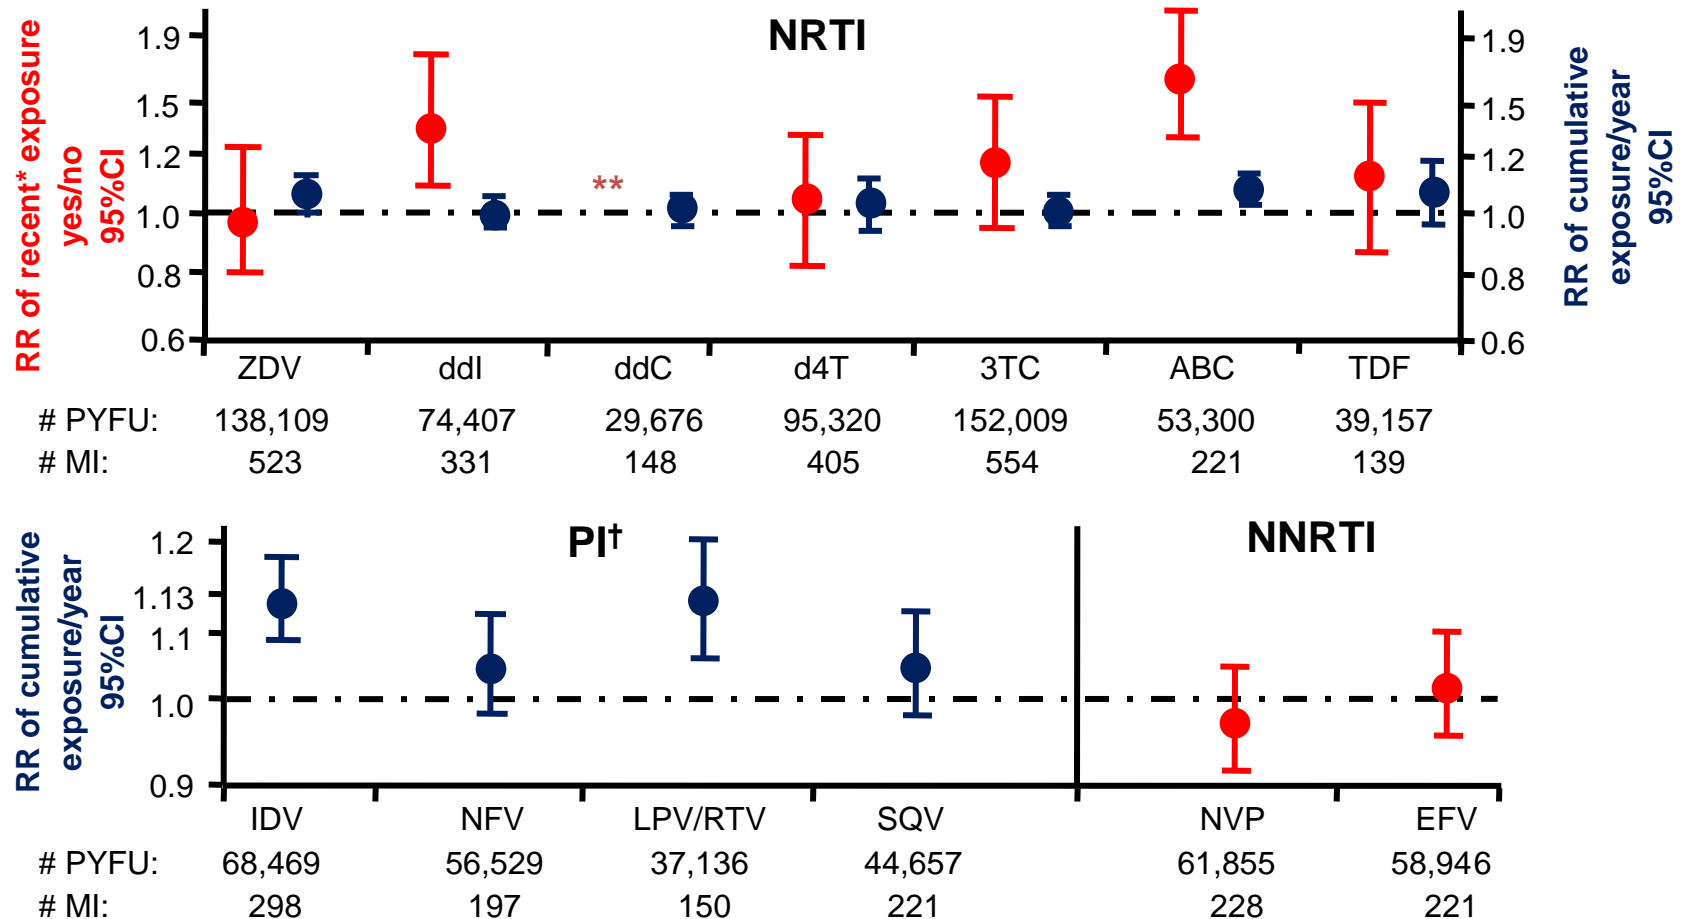 NRTI
RR of recent* exposure
yes/no
95%CI
1.9
1.5
1.2
1.0
0.8
0.6
**
1.9
1.5
1.2
1.0
0.8
0.6
RR of cumulative
exposure/year
95%CI
ZDV ddI ddC d4T 3TC ABC TDF
# PYFU: 138,109 74,407 29,676 95,320 152,009 53,300 39,157
# MI: 523 331 148 405 554 221 139
PI† NNRTI
RR of cumulative
exposure/year
95%CI
1.2
1.13
1.1
1.0
0.9
IDV NFV LPV/RTV SQV NVP EFV
# PYFU: 68,469 56,529 37,136 44,657 61,855 58,946
# MI: 298 197 150 221 228 221